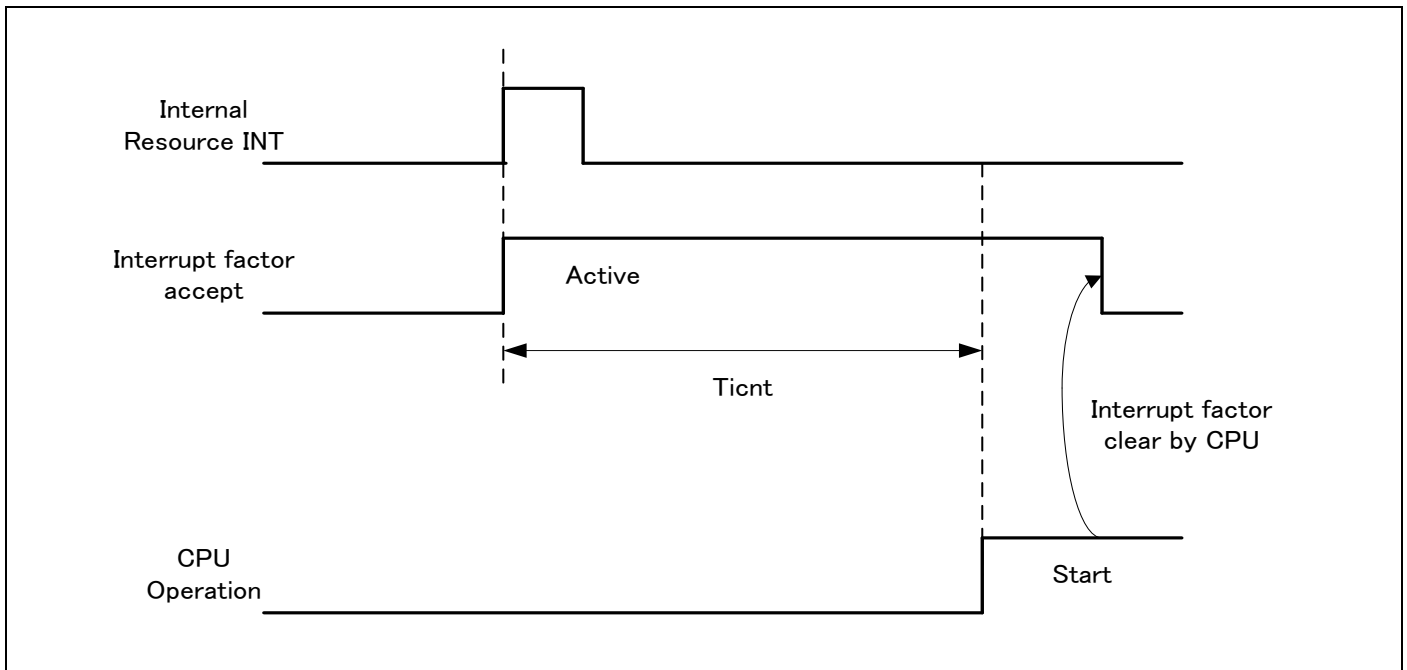 Internal
Resource INT
Interrupt factor
accept
Active
Ticnt
Interrupt factor
clear by CPU
CPU
Operation
Start